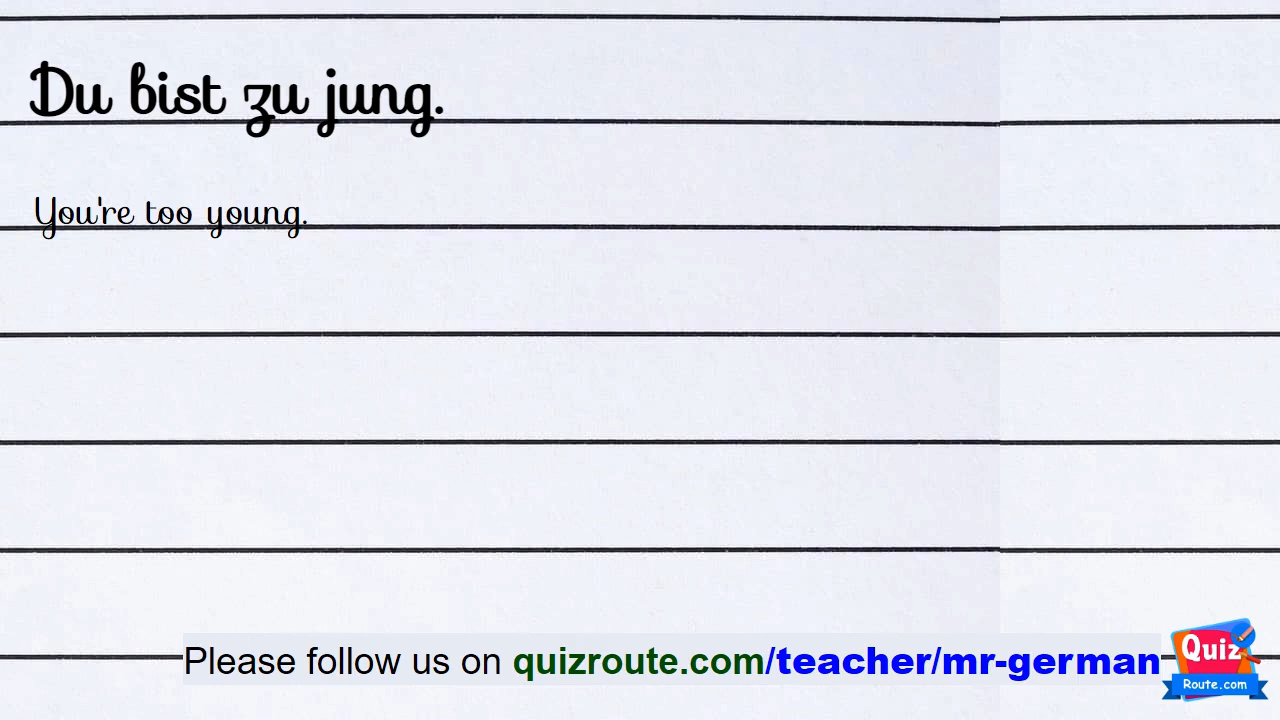 Du bist zu jung.
You're too young.
Please follow us on quizroute.com/teacher/mr-german
Quiz
Route.com